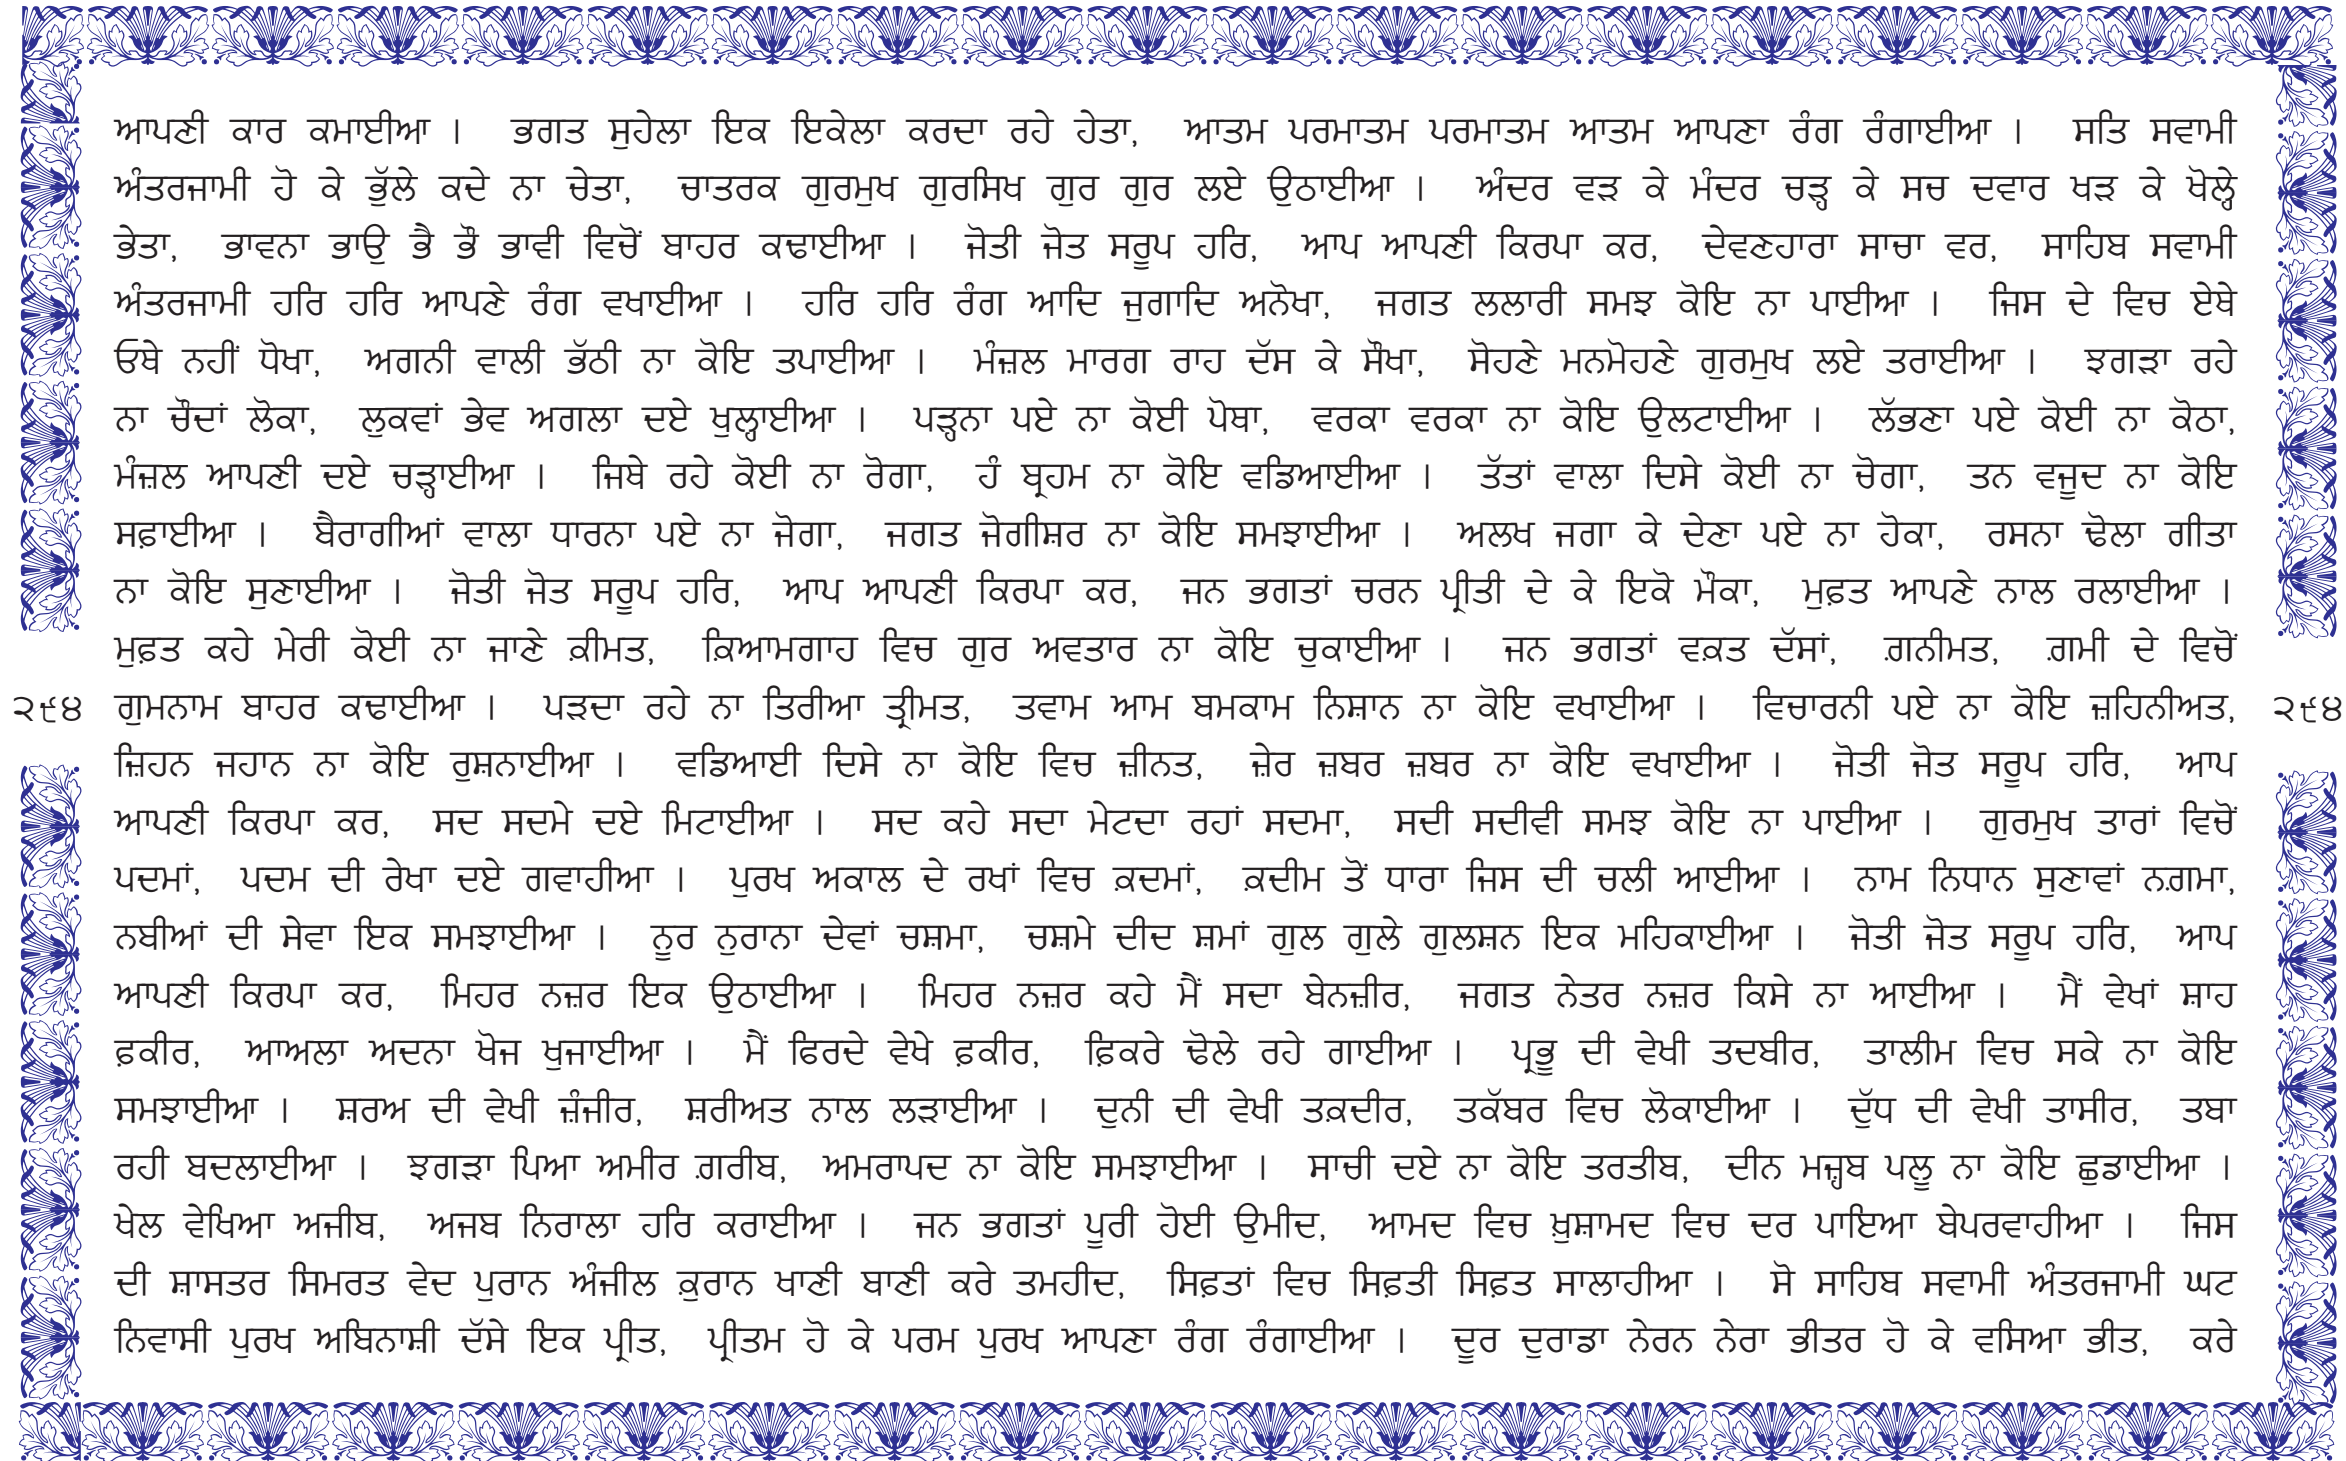 ਆਪਣੀ ਕਾਰ ਕਮਾਈਆ । ਭਗਤ ਸੁਹੇਲਾ ਇਕ ਇਕੇਲਾ ਕਰਦਾ ਰਹੇ ਹੇਤਾ, ਆਤਮ ਪਰਮਾਤਮ ਪਰਮਾਤਮ ਆਤਮ ਆਪਣਾ ਰੰਗ ਰੰਗਾਈਆ । ਸਤਿ ਸਵਾਮੀ
ਅੰਤਰਜਾਮੀ ਹੋ ਕੇ ਭੁੱਲੇ ਕਦੇ ਨਾ ਚੇਤਾ, ਚਾਤਰਕ ਗੁਰਮੁਖ ਗੁਰਸਿਖ ਗੁਰ ਗੁਰ ਲਏ ਉਠਾਈਆ । ਅੰਦਰ ਵੜ ਕੇ ਮੰਦਰ ਚੜ੍ਹ ਕੇ ਸਚ ਦਵਾਰ ਖੜ ਕੇ ਖੋਲ੍ਹੇ
ਭੇਤਾ, ਭਾਵਨਾ ਭਾਉ ਭੈ ਭੌ ਭਾਵੀ ਵਿਚੋਂ ਬਾਹਰ ਕਢਾਈਆ । ਜੋਤੀ ਜੋਤ ਸਰੂਪ ਹਰਿ, ਆਪ ਆਪਣੀ ਕਿਰਪਾ ਕਰ, ਦੇਵਣਹਾਰਾ ਸਾਚਾ ਵਰ, ਸਾਹਿਬ ਸਵਾਮੀ
ਅੰਤਰਜਾਮੀ ਹਰਿ ਹਰਿ ਆਪਣੇ ਰੰਗ ਵਖਾਈਆ । ਹਰਿ ਹਰਿ ਰੰਗ ਆਦਿ ਜੁਗਾਦਿ ਅਨੋਖਾ, ਜਗਤ ਲਲਾਰੀ ਸਮਝ ਕੋਇ ਨਾ ਪਾਈਆ । ਜਿਸ ਦੇ ਵਿਚ ਏਥੇ
ਓਥੇ ਨਹੀਂ ਧੋਖਾ, ਅਗਨੀ ਵਾਲੀ ਭੱਠੀ ਨਾ ਕੋਇ ਤਪਾਈਆ । ਮੰਜ਼ਲ ਮਾਰਗ ਰਾਹ ਦੱਸ ਕੇ ਸੌਖਾ, ਸੋਹਣੇ ਮਨਮੋਹਣੇ ਗੁਰਮੁਖ ਲਏ ਤਰਾਈਆ । ਝਗੜਾ ਰਹੇ
ਨਾ ਚੌਦਾਂ ਲੋਕਾ, ਲੁਕਵਾਂ ਭੇਵ ਅਗਲਾ ਦਏ ਖੁਲ੍ਹਾਈਆ । ਪੜ੍ਹਨਾ ਪਏ ਨਾ ਕੋਈ ਪੋਥਾ, ਵਰਕਾ ਵਰਕਾ ਨਾ ਕੋਇ ਉਲਟਾਈਆ । ਲੱਭਣਾ ਪਏ ਕੋਈ ਨਾ ਕੋਠਾ,
ਮੰਜ਼ਲ ਆਪਣੀ ਦਏ ਚੜ੍ਹਾਈਆ । ਜਿਥੇ ਰਹੇ ਕੋਈ ਨਾ ਰੋਗਾ, ਹੰ ਬ੍ਰਹਮ ਨਾ ਕੋਇ ਵਡਿਆਈਆ । ਤੱਤਾਂ ਵਾਲਾ ਦਿਸੇ ਕੋਈ ਨਾ ਚੋਗਾ, ਤਨ ਵਜੂਦ ਨਾ ਕੋਇ
ਸਫ਼ਾਈਆ । ਬੈਰਾਗੀਆਂ ਵਾਲਾ ਧਾਰਨਾ ਪਏ ਨਾ ਜੋਗਾ, ਜਗਤ ਜੋਗੀਸ਼ਰ ਨਾ ਕੋਇ ਸਮਝਾਈਆ । ਅਲਖ ਜਗਾ ਕੇ ਦੇਣਾ ਪਏ ਨਾ ਹੋਕਾ, ਰਸਨਾ ਢੋਲਾ ਗੀਤਾ
ਨਾ ਕੋਇ ਸੁਣਾਈਆ । ਜੋਤੀ ਜੋਤ ਸਰੂਪ ਹਰਿ, ਆਪ ਆਪਣੀ ਕਿਰਪਾ ਕਰ, ਜਨ ਭਗਤਾਂ ਚਰਨ ਪ੍ਰੀਤੀ ਦੇ ਕੇ ਇਕੋ ਮੌਕਾ, ਮੁਫ਼ਤ ਆਪਣੇ ਨਾਲ ਰਲਾਈਆ ।
ਮੁਫ਼ਤ ਕਹੇ ਮੇਰੀ ਕੋਈ ਨਾ ਜਾਣੇ ਕ਼ੀਮਤ, ਕ਼ਿਆਮਗਾਹ ਵਿਚ ਗੁਰ ਅਵਤਾਰ ਨਾ ਕੋਇ ਚੁਕਾਈਆ । ਜਨ ਭਗਤਾਂ ਵਕ਼ਤ ਦੱਸਾਂ, ਗ਼ਨੀਮਤ, ਗ਼ਮੀ ਦੇ ਵਿਚੋਂ
੨੯੪ ਗੁਮਨਾਮ ਬਾਹਰ ਕਢਾਈਆ । ਪੜਦਾ ਰਹੇ ਨਾ ਤਿਰੀਆ ਤ੍ਰੀਮਤ, ਤਵਾਮ ਆਮ ਬਮਕਾਮ ਨਿਸ਼ਾਨ ਨਾ ਕੋਇ ਵਖਾਈਆ । ਵਿਚਾਰਨੀ ਪਏ ਨਾ ਕੋਇ ਜ਼ਹਿਨੀਅਤ, ੨੯੪
ਜ਼ਿਹਨ ਜਹਾਨ ਨਾ ਕੋਇ ਰੁਸ਼ਨਾਈਆ । ਵਡਿਆਈ ਦਿਸੇ ਨਾ ਕੋਇ ਵਿਚ ਜ਼ੀਨਤ, ਜ਼ੇਰ ਜ਼ਬਰ ਜ਼ਬਰ ਨਾ ਕੋਇ ਵਖਾਈਆ । ਜੋਤੀ ਜੋਤ ਸਰੂਪ ਹਰਿ, ਆਪ
ਆਪਣੀ ਕਿਰਪਾ ਕਰ, ਸਦ ਸਦਮੇ ਦਏ ਮਿਟਾਈਆ । ਸਦ ਕਹੇ ਸਦਾ ਮੇਟਦਾ ਰਹਾਂ ਸਦਮਾ, ਸਦੀ ਸਦੀਵੀ ਸਮਝ ਕੋਇ ਨਾ ਪਾਈਆ । ਗੁਰਮੁਖ ਤਾਰਾਂ ਵਿਚੋਂ
ਪਦਮਾਂ, ਪਦਮ ਦੀ ਰੇਖਾ ਦਏ ਗਵਾਹੀਆ । ਪੁਰਖ ਅਕਾਲ ਦੇ ਰਖਾਂ ਵਿਚ ਕ਼ਦਮਾਂ, ਕ਼ਦੀਮ ਤੋਂ ਧਾਰਾ ਜਿਸ ਦੀ ਚਲੀ ਆਈਆ । ਨਾਮ ਨਿਧਾਨ ਸੁਣਾਵਾਂ ਨਗ਼ਮਾ,
ਨਬੀਆਂ ਦੀ ਸੇਵਾ ਇਕ ਸਮਝਾਈਆ । ਨੂਰ ਨੁਰਾਨਾ ਦੇਵਾਂ ਚਸ਼ਮਾ, ਚਸ਼ਮੇ ਦੀਦ ਸ਼ਮਾਂ ਗੁਲ ਗੁਲੇ ਗੁਲਸ਼ਨ ਇਕ ਮਹਿਕਾਈਆ । ਜੋਤੀ ਜੋਤ ਸਰੂਪ ਹਰਿ, ਆਪ
ਆਪਣੀ ਕਿਰਪਾ ਕਰ, ਮਿਹਰ ਨਜ਼ਰ ਇਕ ਉਠਾਈਆ । ਮਿਹਰ ਨਜ਼ਰ ਕਹੇ ਮੈਂ ਸਦਾ ਬੇਨਜ਼ੀਰ, ਜਗਤ ਨੇਤਰ ਨਜ਼ਰ ਕਿਸੇ ਨਾ ਆਈਆ । ਮੈਂ ਵੇਖਾਂ ਸ਼ਾਹ
ਫ਼ਕੀਰ, ਆਅਲਾ ਅਦਨਾ ਖੋਜ ਖੁਜਾਈਆ । ਮੈਂ ਫਿਰਦੇ ਵੇਖੇ ਫ਼ਕੀਰ, ਫ਼ਿਕਰੇ ਢੋਲੇ ਰਹੇ ਗਾਈਆ । ਪ੍ਰਭੂ ਦੀ ਵੇਖੀ ਤਦਬੀਰ, ਤਾਲੀਮ ਵਿਚ ਸਕੇ ਨਾ ਕੋਇ
ਸਮਝਾਈਆ । ਸ਼ਰਅ ਦੀ ਵੇਖੀ ਜ਼ੰਜੀਰ, ਸ਼ਰੀਅਤ ਨਾਲ ਲੜਾਈਆ । ਦੁਨੀ ਦੀ ਵੇਖੀ ਤਕ਼ਦੀਰ, ਤਕੱਬਰ ਵਿਚ ਲੋਕਾਈਆ । ਦੁੱਧ ਦੀ ਵੇਖੀ ਤਾਸੀਰ, ਤਬਾ
ਰਹੀ ਬਦਲਾਈਆ । ਝਗੜਾ ਪਿਆ ਅਮੀਰ ਗ਼ਰੀਬ, ਅਮਰਾਪਦ ਨਾ ਕੋਇ ਸਮਝਾਈਆ । ਸਾਚੀ ਦਏ ਨਾ ਕੋਇ ਤਰਤੀਬ, ਦੀਨ ਮਜ਼੍ਹਬ ਪਲੂ ਨਾ ਕੋਇ ਛੁਡਾਈਆ ।
ਖੇਲ ਵੇਖਿਆ ਅਜੀਬ, ਅਜਬ ਨਿਰਾਲਾ ਹਰਿ ਕਰਾਈਆ । ਜਨ ਭਗਤਾਂ ਪੂਰੀ ਹੋਈ ਉਮੀਦ, ਆਮਦ ਵਿਚ ਖ਼ੁਸ਼ਾਮਦ ਵਿਚ ਦਰ ਪਾਇਆ ਬੇਪਰਵਾਹੀਆ । ਜਿਸ
ਦੀ ਸ਼ਾਸਤਰ ਸਿਮਰਤ ਵੇਦ ਪੁਰਾਨ ਅੰਜੀਲ ਕ਼ੁਰਾਨ ਖਾਣੀ ਬਾਣੀ ਕਰੇ ਤਮਹੀਦ, ਸਿਫ਼ਤਾਂ ਵਿਚ ਸਿਫ਼ਤੀ ਸਿਫ਼ਤ ਸਾਲਾਹੀਆ । ਸੋ ਸਾਹਿਬ ਸਵਾਮੀ ਅੰਤਰਜਾਮੀ ਘਟ
ਨਿਵਾਸੀ ਪੁਰਖ ਅਬਿਨਾਸ਼ੀ ਦੱਸੇ ਇਕ ਪ੍ਰੀਤ, ਪ੍ਰੀਤਮ ਹੋ ਕੇ ਪਰਮ ਪੁਰਖ ਆਪਣਾ ਰੰਗ ਰੰਗਾਈਆ । ਦੂਰ ਦੁਰਾਡਾ ਨੇਰਨ ਨੇਰਾ ਭੀਤਰ ਹੋ ਕੇ ਵਸਿਆ ਭੀਤ, ਕਰੇ